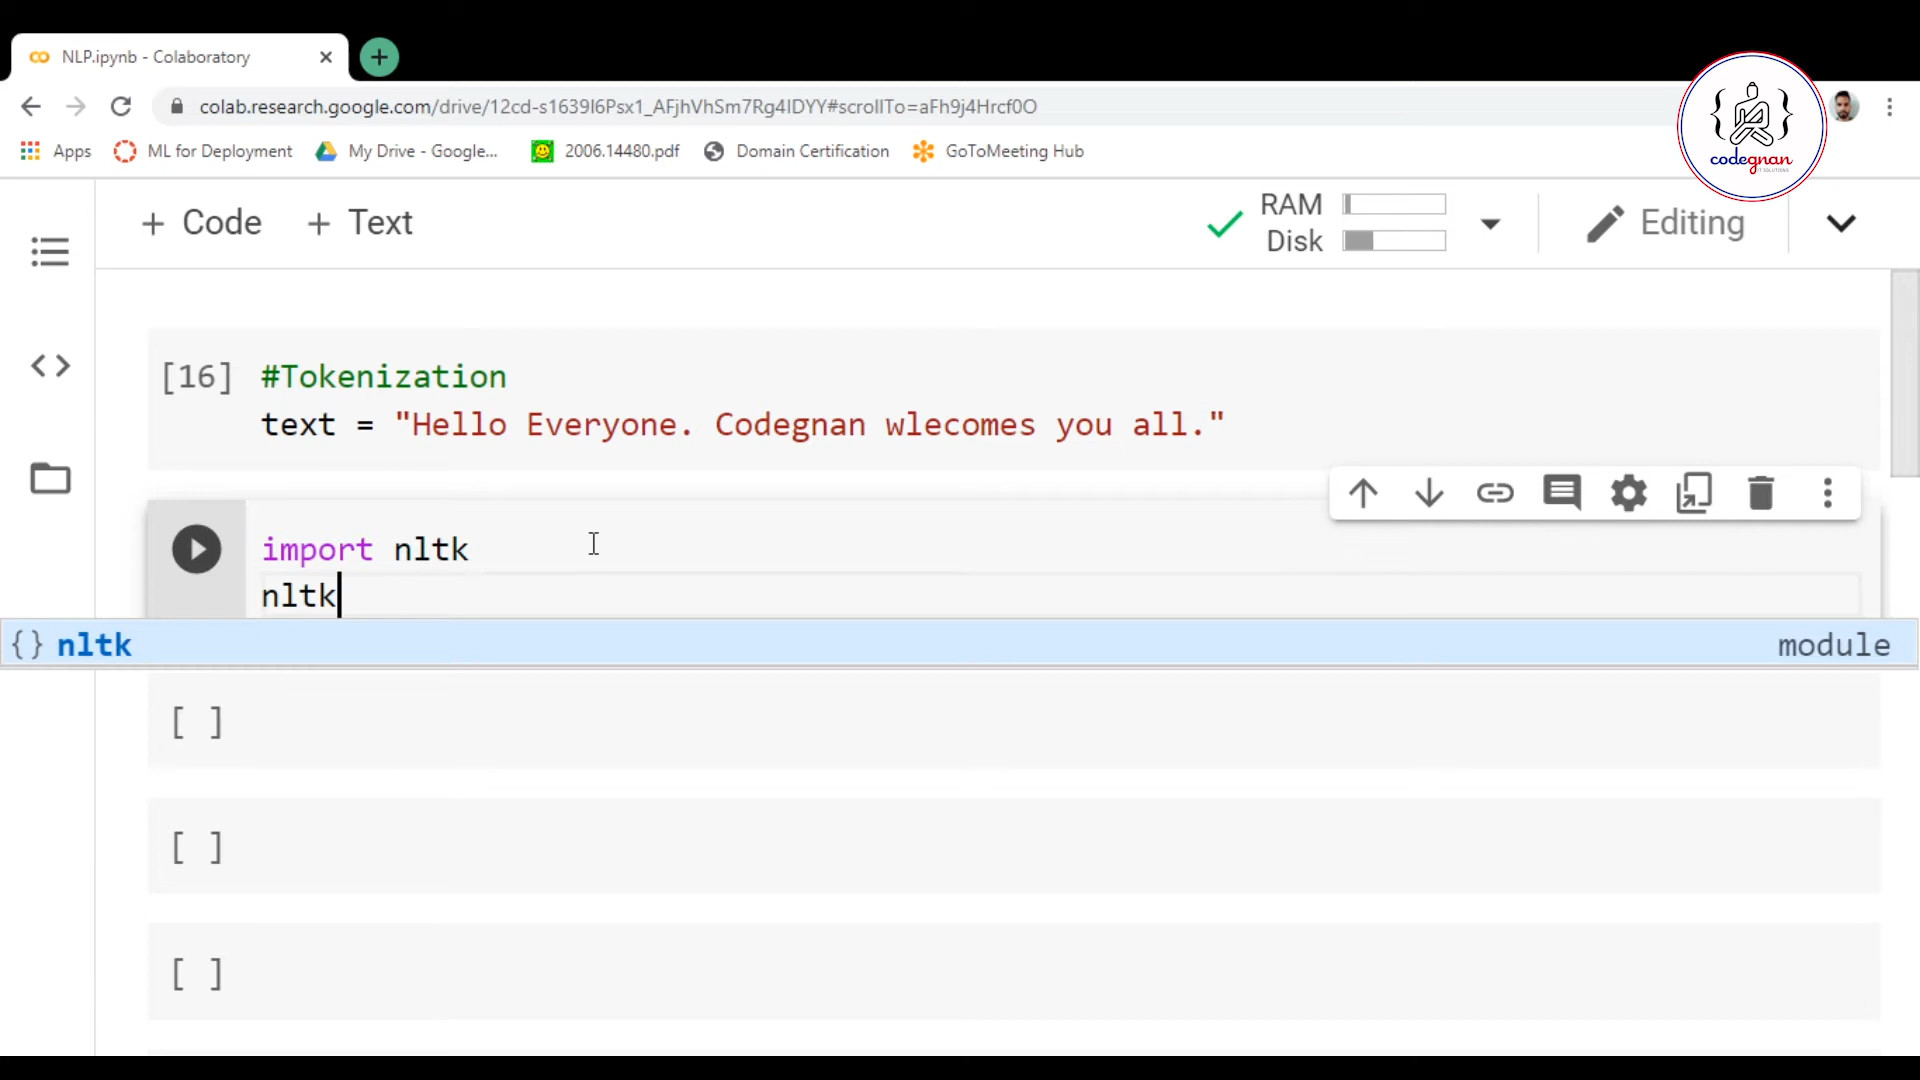 NLP.ipynb - Colaboratory
colab.research.google.com/drive/12cd-s1639I6Psx1_AFjhVhSm7Rg4IDYY#scrollTo=aFh9j4Hrcf0O
Apps ML for Deployment My Drive - Google... 2006.14480.pdf Domain Certification GoToMeeting Hub
codegnan
IT SOLUTIONS
+ Code + Text
RAM
Disk
Editing
[16] #Tokenization
text = "Hello Everyone. Codegnan wlecomes you all."
import nltk
nltk
{} nltk module
[ ]
[ ]
[ ]